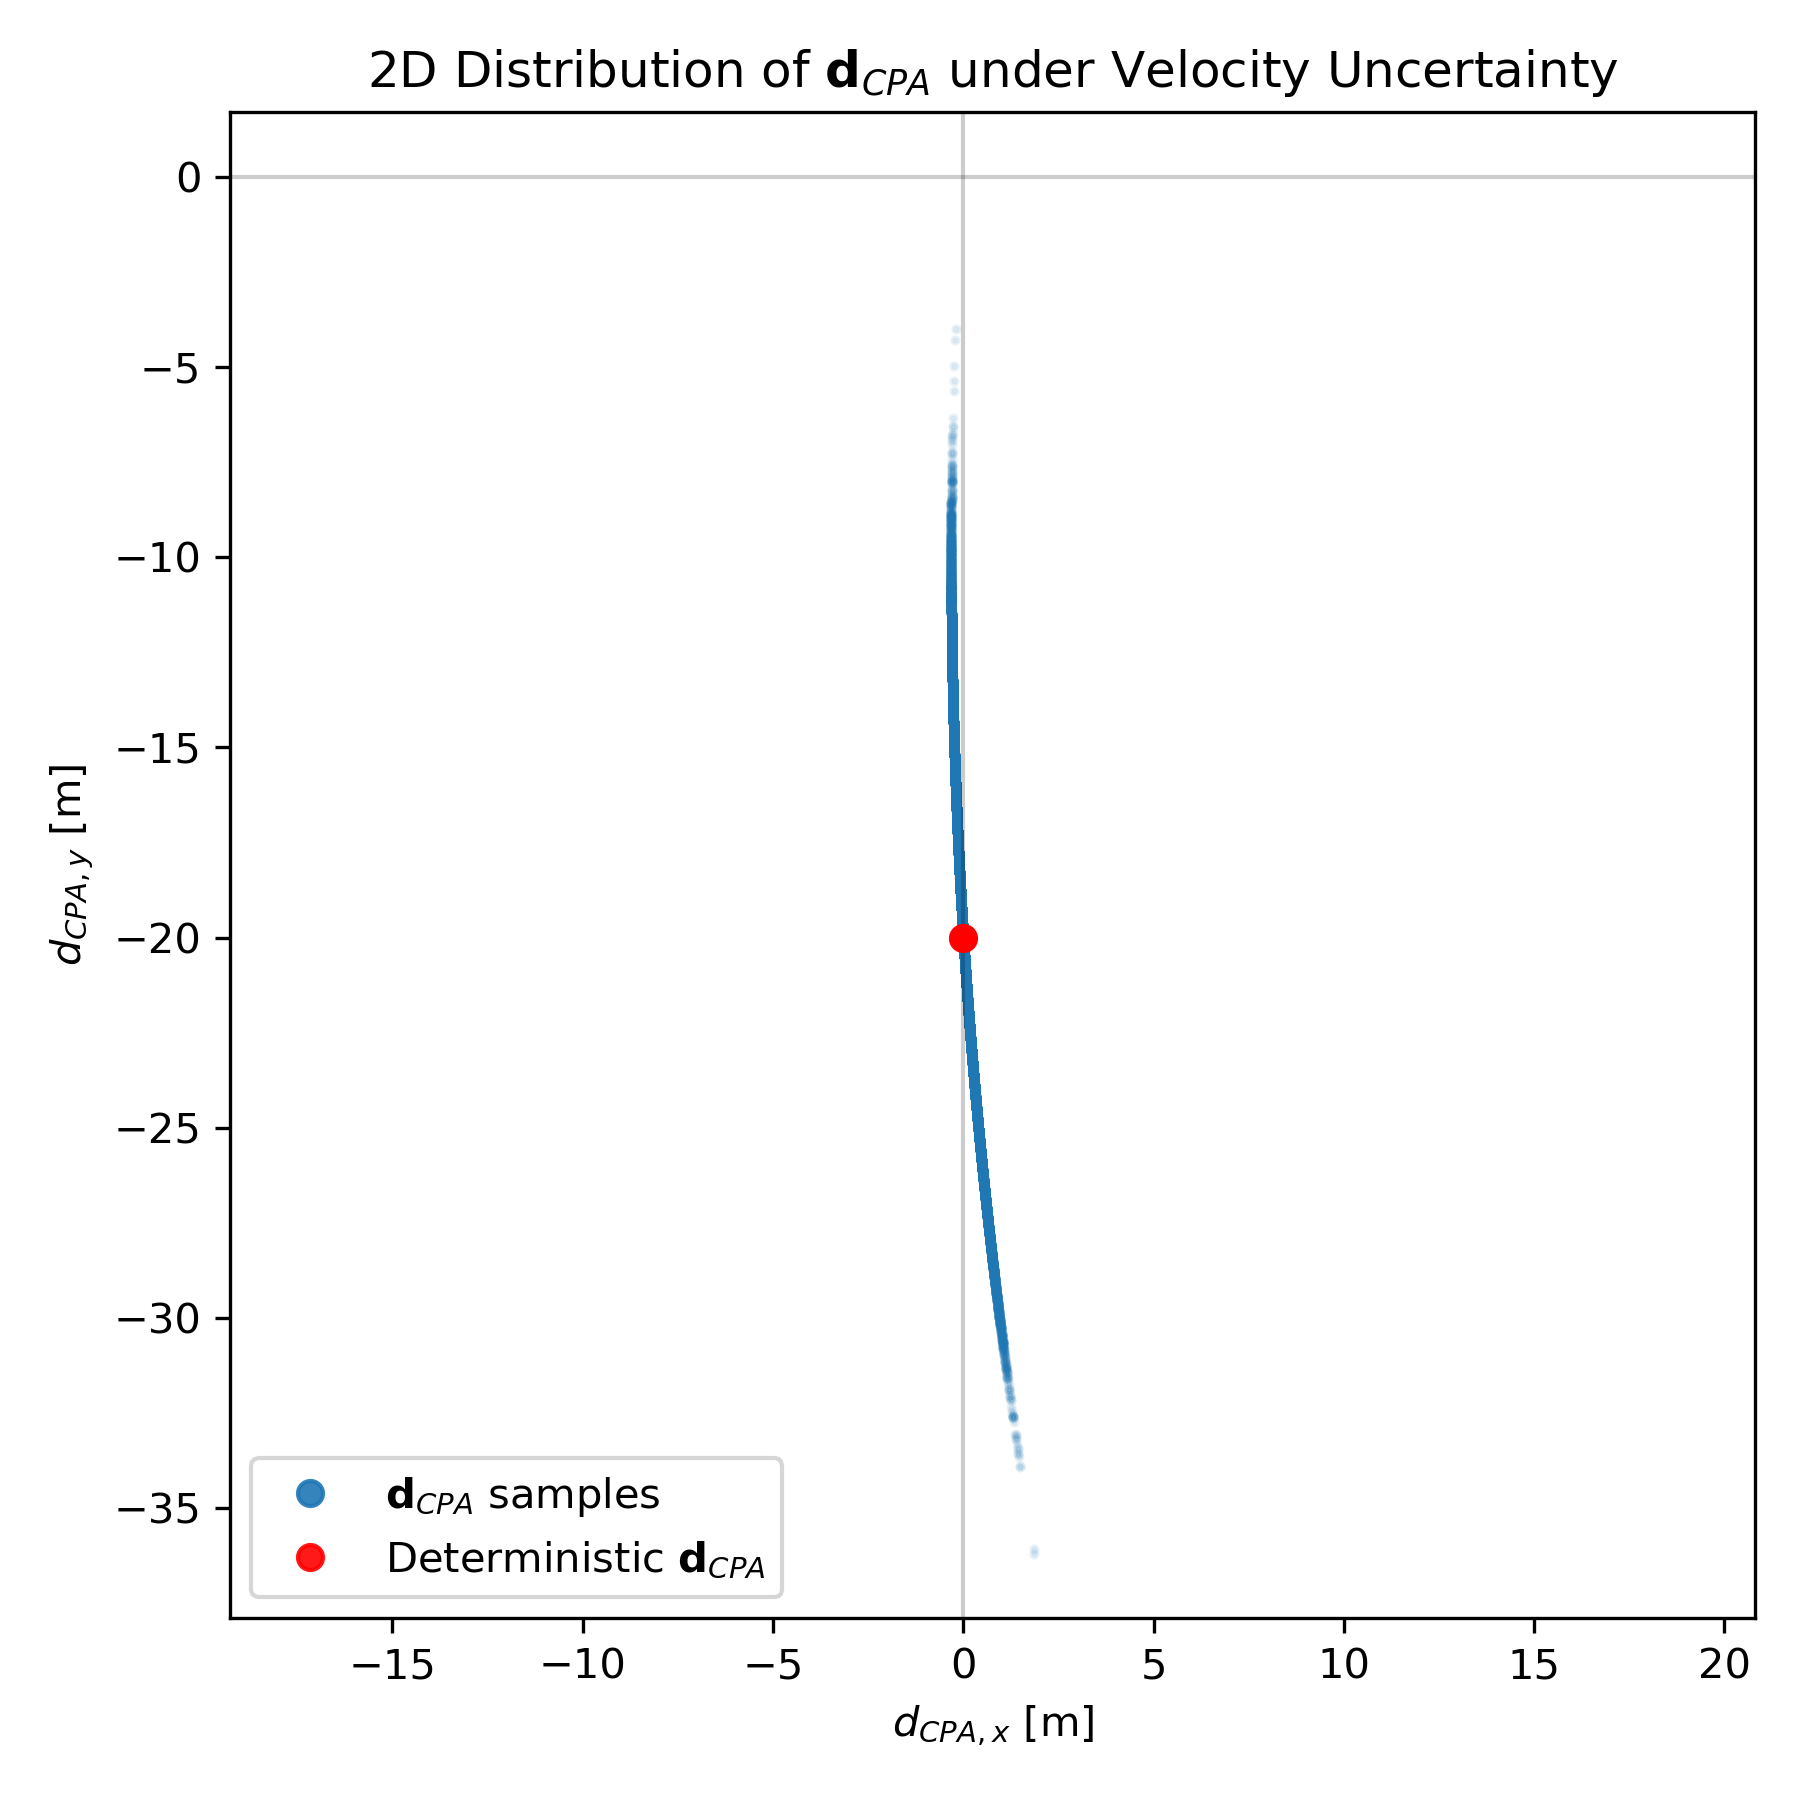 2D Distribution of d_CPA under Velocity Uncertainty
0
−5
−10
−15
−20
−25
−30
−35
d_CPA,y [m]
d_CPA samples
Deterministic d_CPA
−15 −10 −5 0 5 10 15 20
d_CPA,x [m]